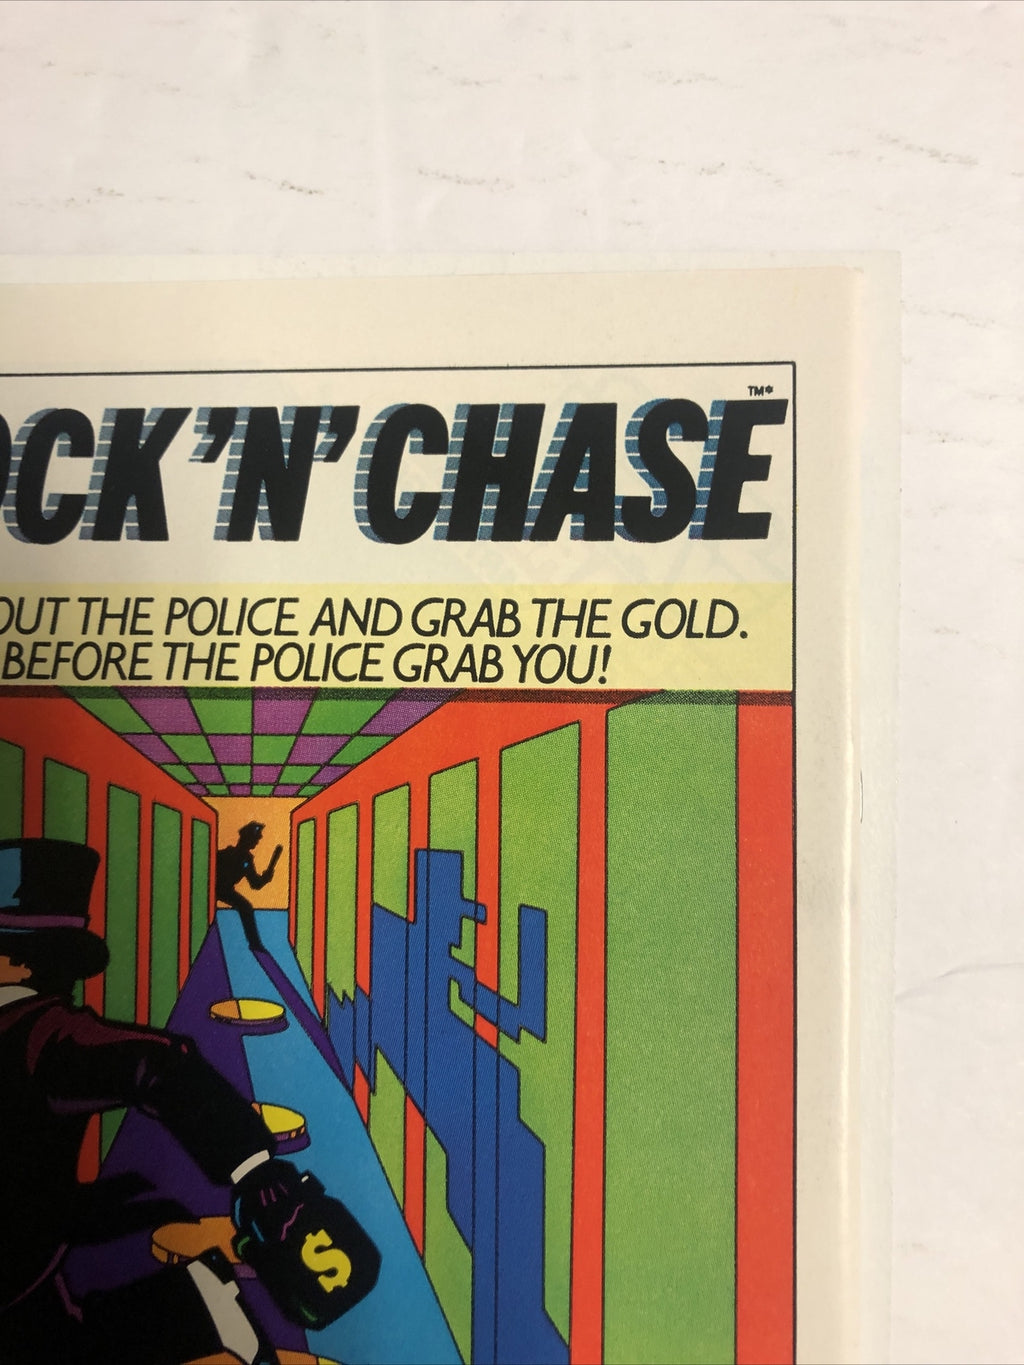 OCK 'N' CHASE ™*
OUT THE POLICE AND GRAB THE GOLD.
BEFORE THE POLICE GRAB YOU!
$